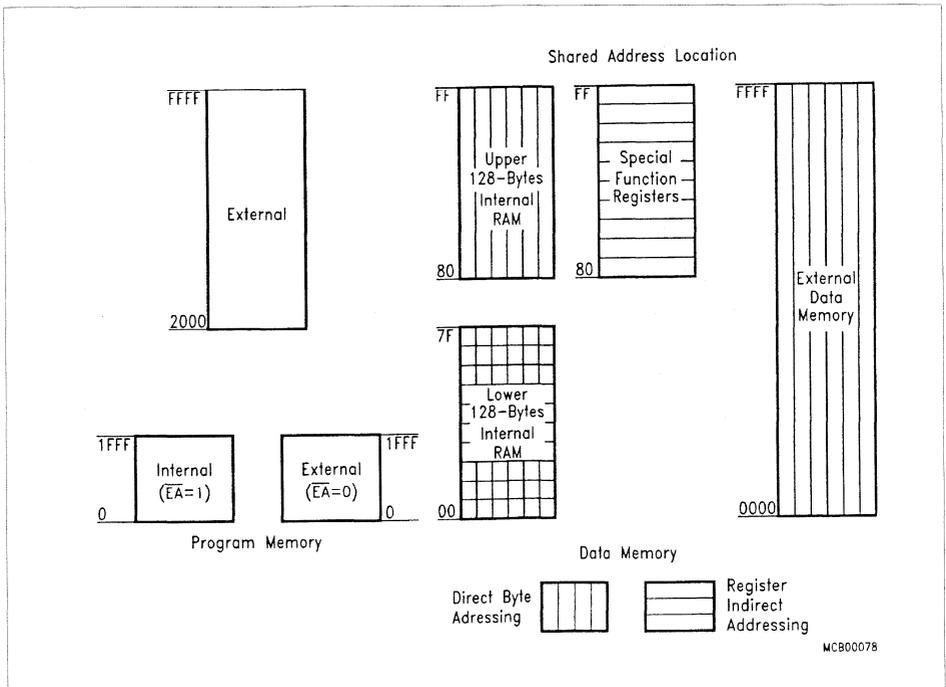 Shared Address Location
FFFF
External
2000
FF
Upper
128-Bytes
Internal
RAM
80
FF
Special
Function
Registers
80
FFFF
External
Data
Memory
0000
7F
Lower
128-Bytes
Internal
RAM
00
1FFF
Internal
(E̅A̅=1)
0
1FFF
External
(E̅A̅=0)
0
Program Memory
Data Memory
Direct Byte
Adressing
Register
Indirect
Addressing
MCB00078